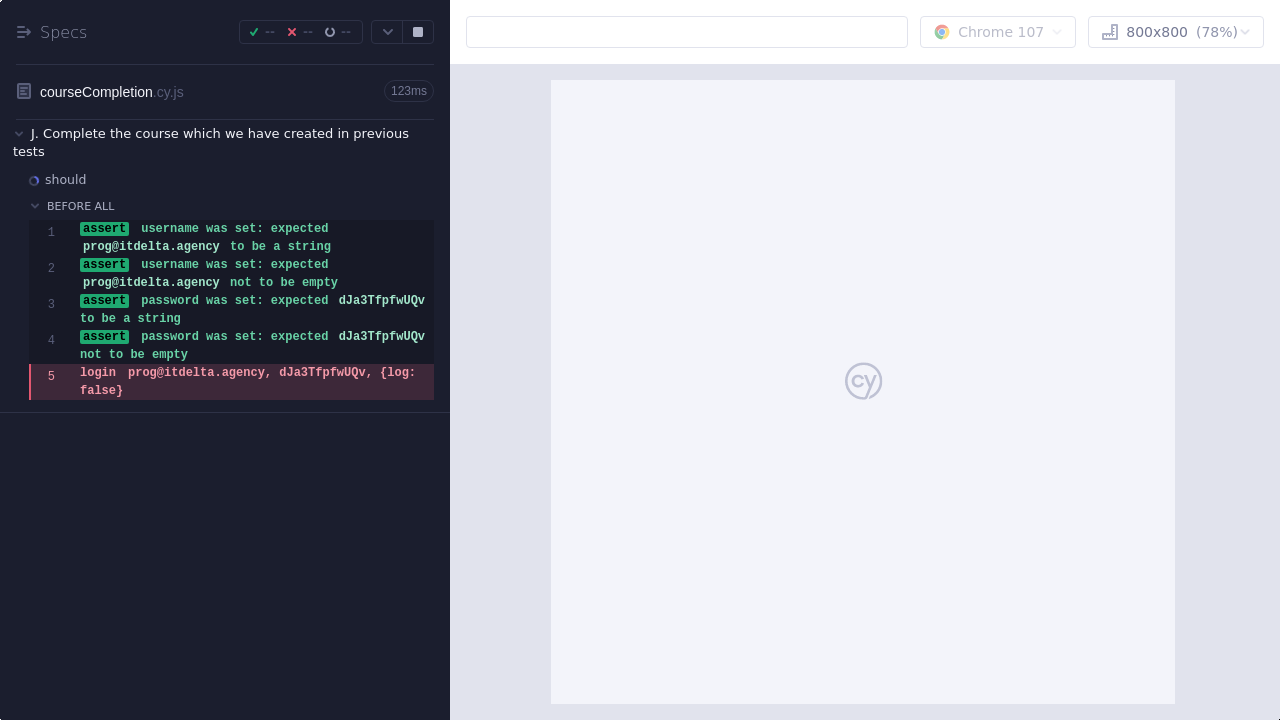 Specs
-- -- --
Chrome 107
800x800 (78%)
courseCompletion.cy.js
123ms
J. Complete the course which we have created in previous
tests
should
BEFORE ALL
1 assert username was set: expected
prog@itdelta.agency to be a string
2 assert username was set: expected
prog@itdelta.agency not to be empty
3 assert password was set: expected dJa3TfpfwUQv
to be a string
4 assert password was set: expected dJa3TfpfwUQv
not to be empty
5 login prog@itdelta.agency, dJa3TfpfwUQv, {log:
false}
cy